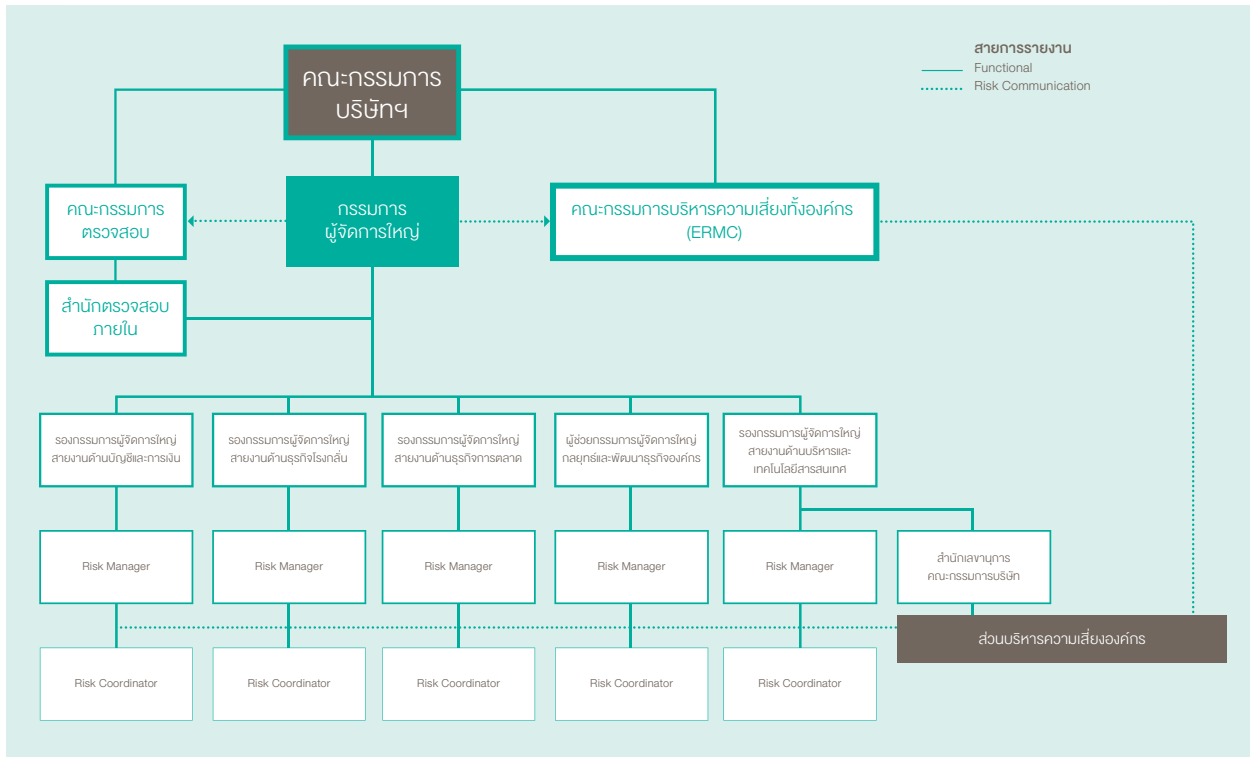 สายการรายงาน
Functional
Risk Communication
คณะกรรมการ
บริษัทฯ
คณะกรรมการ
ตรวจสอบ
กรรมการ
ผู้จัดการใหญ่
คณะกรรมการบริหารความเสี่ยงทั้งองค์กร
(ERMC)
สำนักตรวจสอบ
ภายใน
รองกรรมการผู้จัดการใหญ่
สายงานด้านบัญชีและการเงิน
รองกรรมการผู้จัดการใหญ่
สายงานด้านธุรกิจโรงกลั่น
รองกรรมการผู้จัดการใหญ่
สายงานด้านธุรกิจการตลาด
ผู้ช่วยกรรมการผู้จัดการใหญ่
กลยุทธ์และพัฒนาธุรกิจองค์กร
รองกรรมการผู้จัดการใหญ่
สายงานด้านบริหารและ
เทคโนโลยีสารสนเทศ
Risk Manager
Risk Manager
Risk Manager
Risk Manager
Risk Manager
สำนักเลขานุการ
คณะกรรมการบริษัท
ส่วนบริหารความเสี่ยงองค์กร
Risk Coordinator
Risk Coordinator
Risk Coordinator
Risk Coordinator
Risk Coordinator